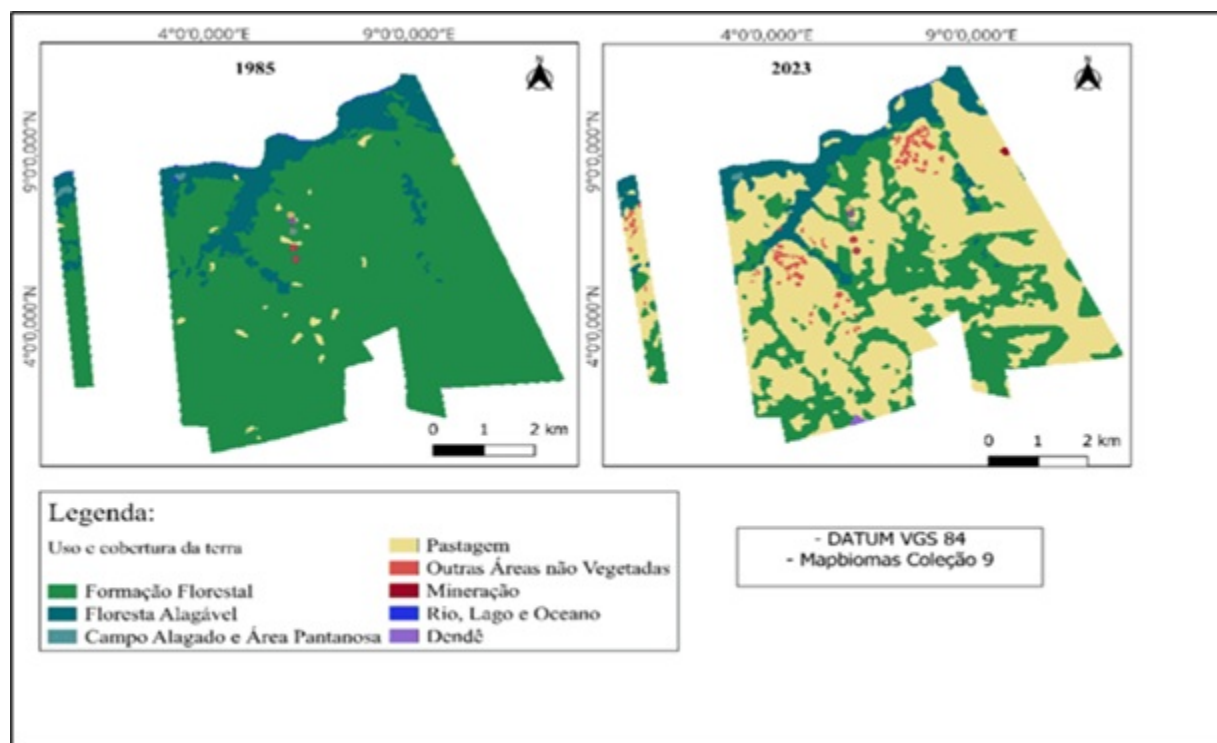 4°0'0,000"E
9°0'0,000"E
1985
N
9°0'0,000"N
4°0'0,000"N
0 1 2 km
4°0'0,000"E
9°0'0,000"E
2023
N
9°0'0,000"N
4°0'0,000"N
0 1 2 km
Legenda:
Uso e cobertura da terra
Formação Florestal
Floresta Alagável
Campo Alagado e Área Pantanosa
Pastagem
Outras Áreas não Vegetadas
Mineração
Rio, Lago e Oceano
Dendê
- DATUM VGS 84
- Mapbiomas Coleção 9